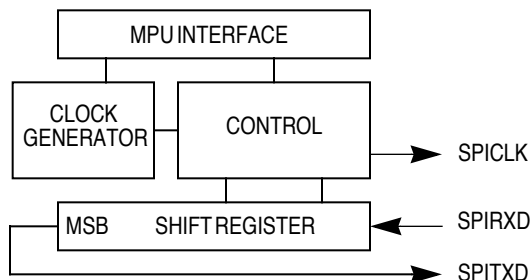 MPU INTERFACE
CLOCK
GENERATOR
CONTROL
SPICLK
MSB SHIFT REGISTER
SPIRXD
SPITXD